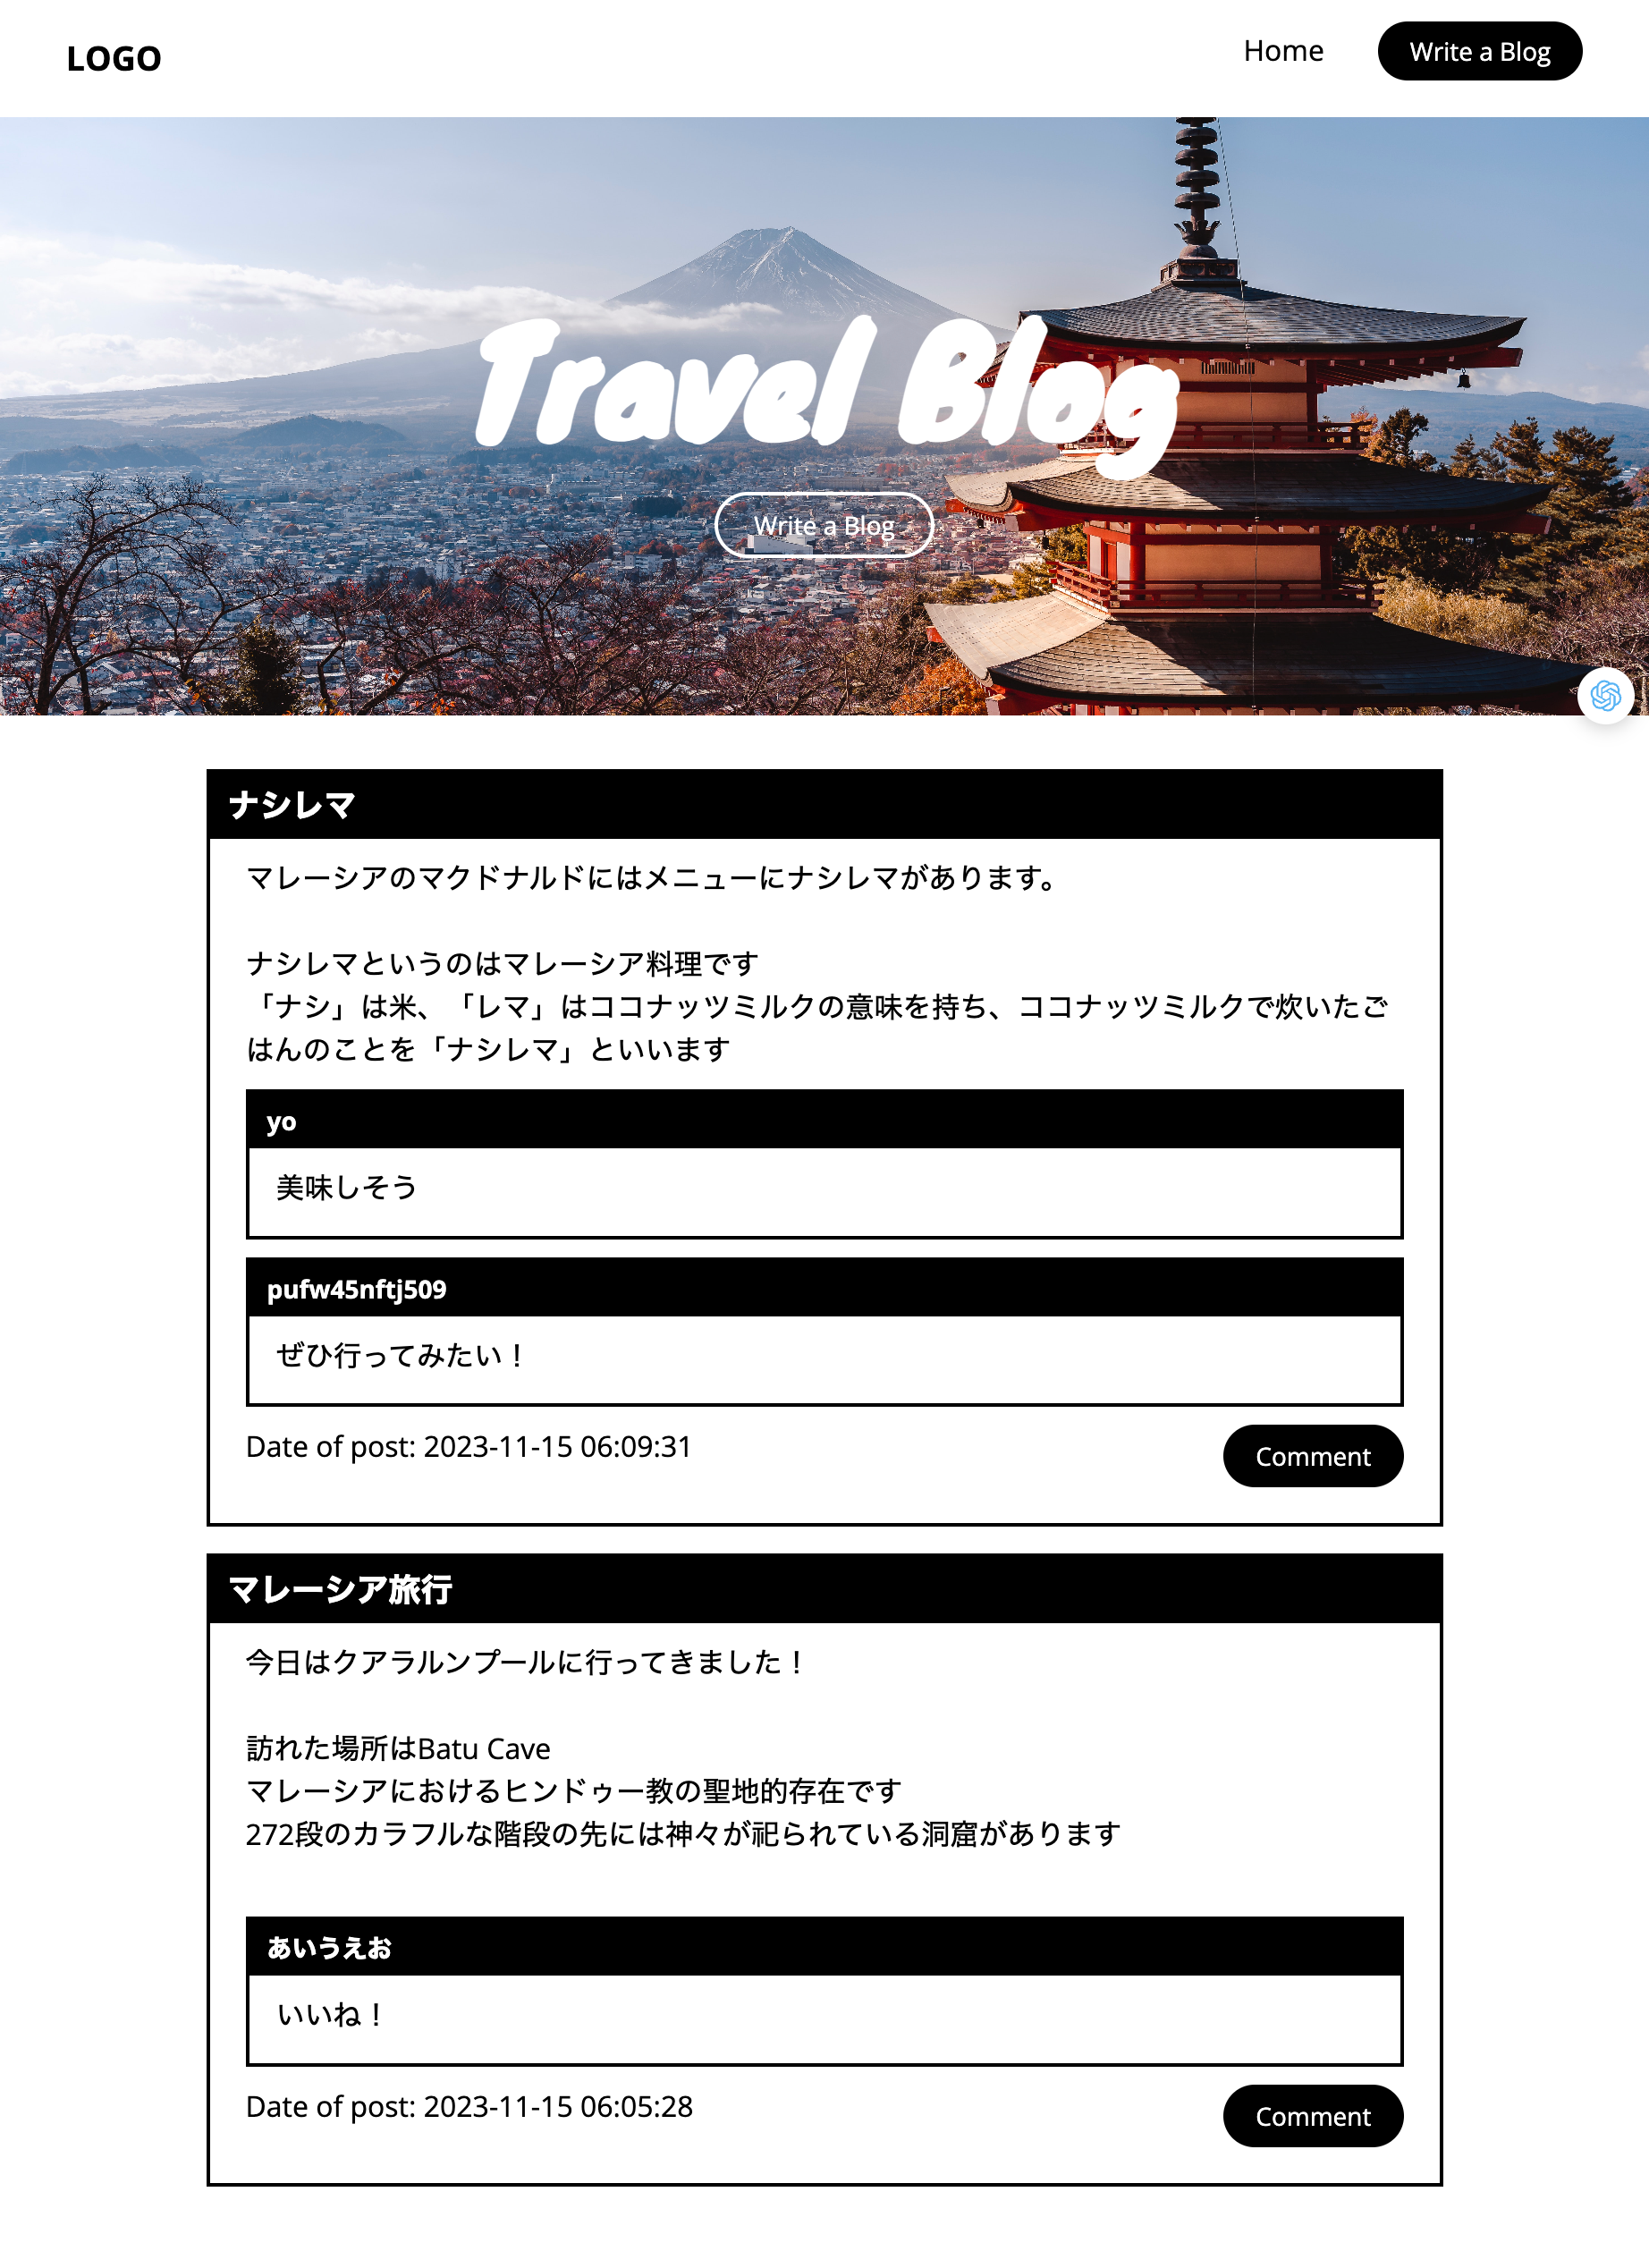 LOGO
Home
Write a Blog
Travel Blog
Write a Blog
ナシレマ
マレーシアのマクドナルドにはメニューにナシレマがあります。
ナシレマというのはマレーシア料理です
「ナシ」は米、「レマ」はココナッツミルクの意味を持ち、ココナッツミルクで炊いたご
はんのことを「ナシレマ」といいます
yo
美味しそう
pufw45nftj509
ぜひ行ってみたい！
Date of post: 2023-11-15 06:09:31
Comment
マレーシア旅行
今日はクアラルンプールに行ってきました！
訪れた場所はBatu Cave
マレーシアにおけるヒンドゥー教の聖地的存在です
272段のカラフルな階段の先には神々が祀られている洞窟があります
あいうえお
いいね！
Date of post: 2023-11-15 06:05:28
Comment